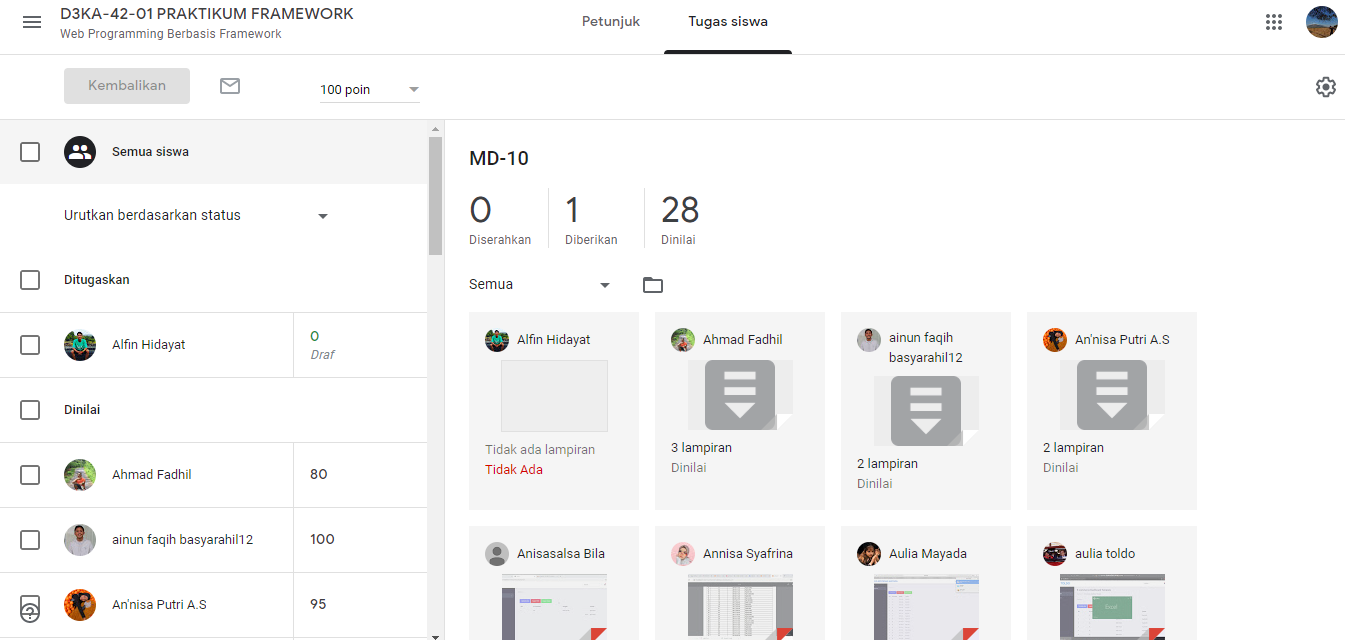 D3KA-42-01 PRAKTIKUM FRAMEWORK
Web Programming Berbasis Framework
Petunjuk
Tugas siswa
Kembalikan
100 poin
Semua siswa
Urutkan berdasarkan status
Ditugaskan
Alfin Hidayat
0
Draf
Dinilai
Ahmad Fadhil
80
ainun faqih basyarahil12
100
An'nisa Putri A.S
95
MD-10
0
Diserahkan
1
Diberikan
28
Dinilai
Semua
Alfin Hidayat
Tidak ada lampiran
Tidak Ada
Ahmad Fadhil
3 lampiran
Dinilai
ainun faqih
basyarahil12
2 lampiran
Dinilai
An'nisa Putri A.S
2 lampiran
Dinilai
Anisasalsa Bila
Annisa Syafrina
Aulia Mayada
aulia toldo